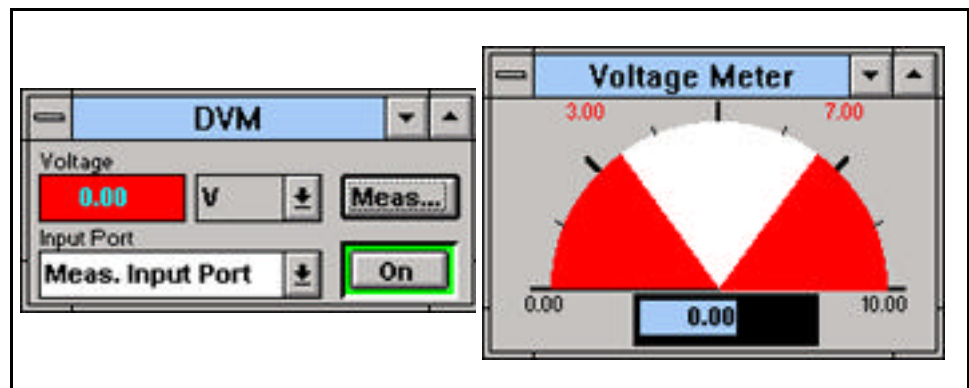 DVM
Voltage
0.00 V Meas...
Input Port
Meas. Input Port On
Voltage Meter
3.00 7.00
0.00 10.00
0.00